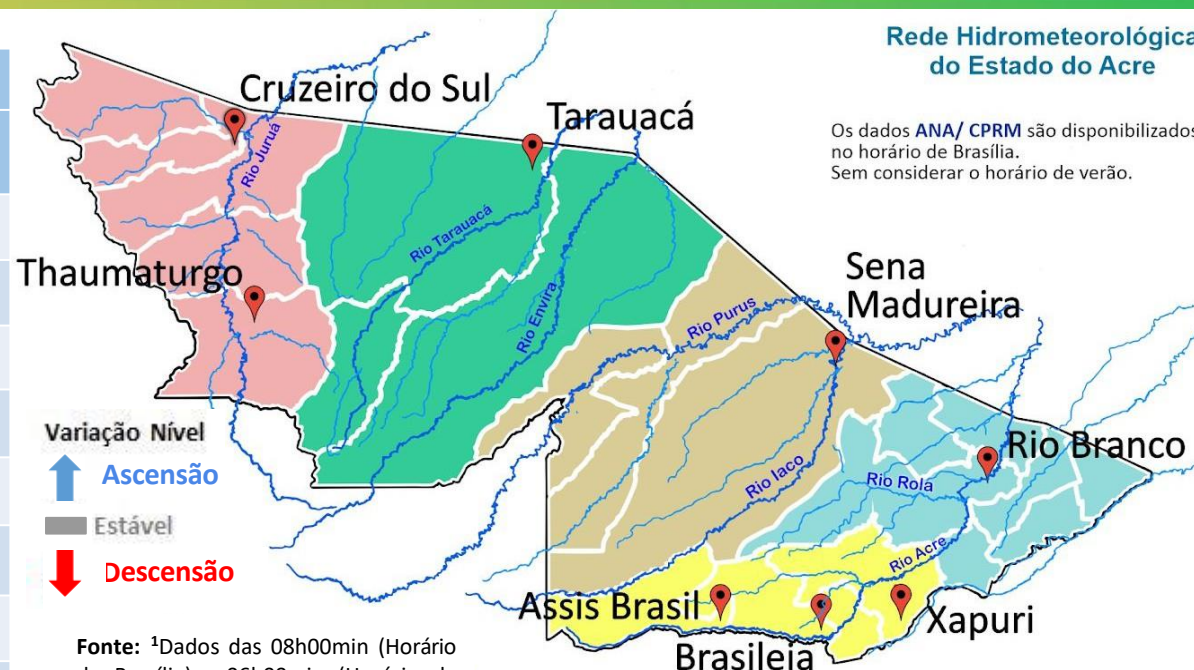 Rede Hidrometeorológica
do Estado do Acre
Os dados ANA/ CPRM são disponibilizados
no horário de Brasília.
Sem considerar o horário de verão.
Cruzeiro do Sul
Tarauacá
Rio Juruá
Rio Tarauacá
Thaumaturgo
Rio Envira
Sena
Madureira
Rio Purus
Variação Nível
Ascensão
Estável
Descensão
Rio Branco
Rio Iaco
Rio Rola
Rio Acre
Assis Brasil
Xapuri
Brasileia
Fonte: ¹Dados das 08h00min (Horário